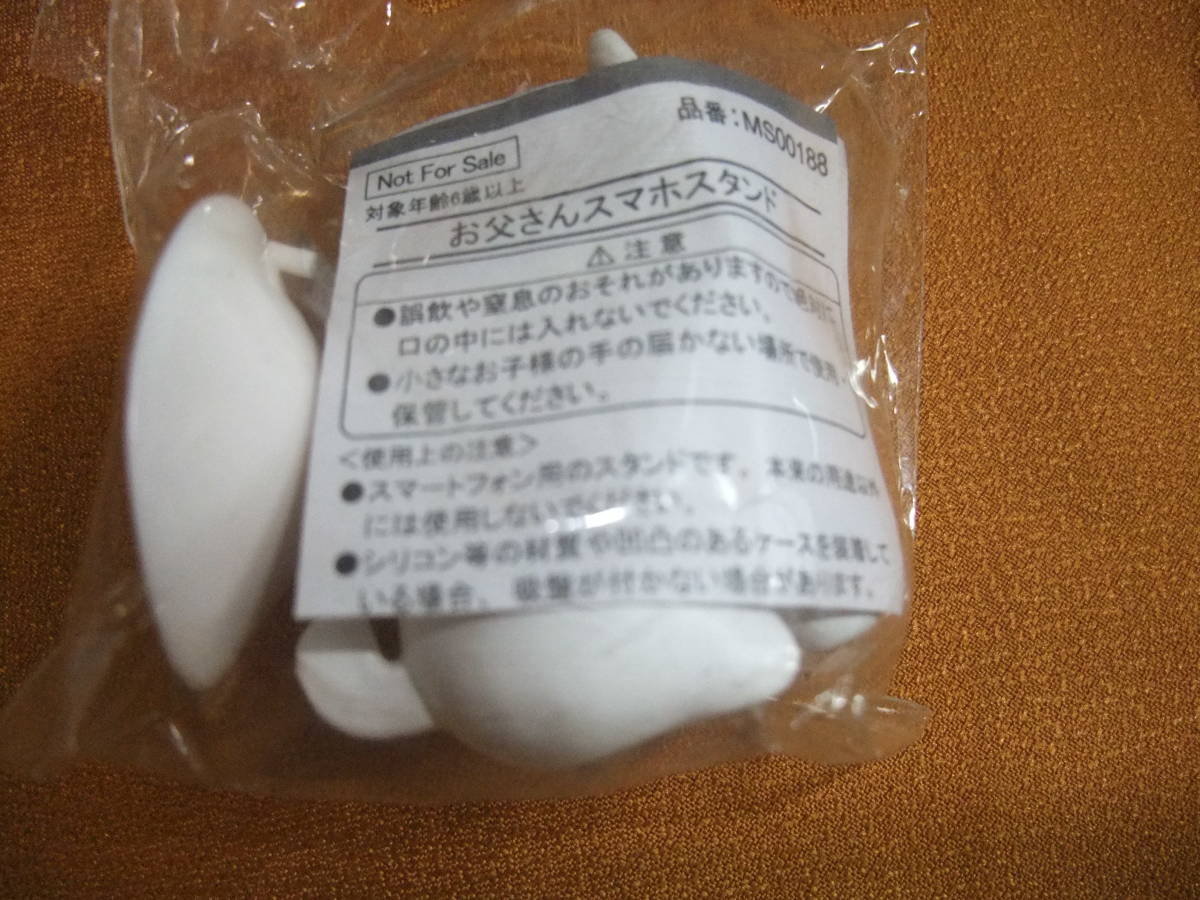 品番：MS00188
Not For Sale
対象年齢6歳以上
お父さんスマホスタンド
⚠ 注意
●誤飲や窒息のおそれがありますので絶対に
口の中には入れないでください。
●小さなお子様の手の届かない場所で使用・
保管してください。
＜使用上の注意＞
●スマートフォン用のスタンドです。本来の用途以外
には使用しないでください。
●シリコン等の材質や凹凸のあるケースを装着して
いる場合、吸盤が付かない場合があります。